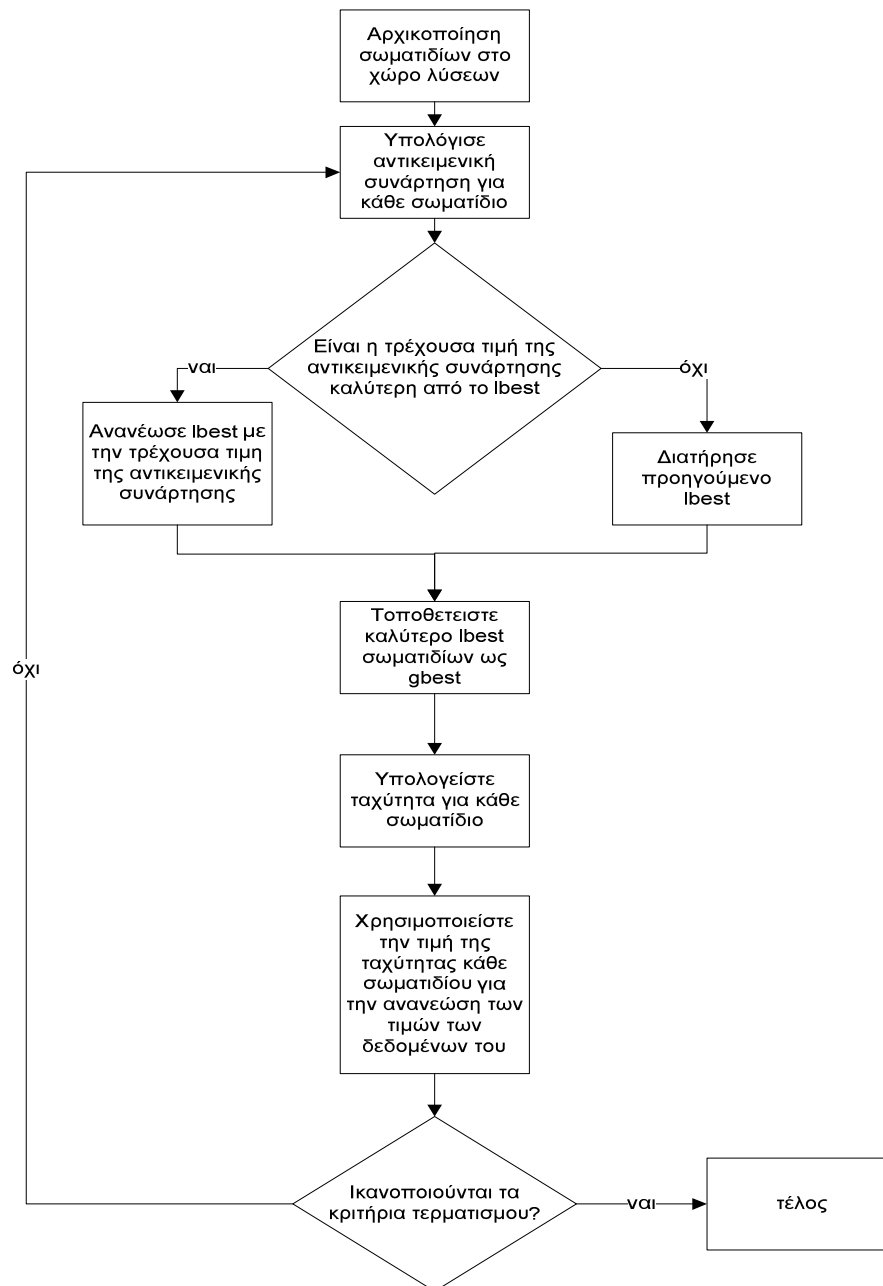 Αρχικοποίηση
σωματιδίων στο
χώρο λύσεων
Υπολόγισε
αντικειμενική
συνάρτηση για
κάθε σωματίδιο
Είναι η τρέχουσα τιμή της
αντικειμενικής συνάρτησης
καλύτερη από το lbest
ναι
όχι
Ανανέωσε lbest με
την τρέχουσα τιμη
της αντικειμενικής
συνάρτησης
Διατήρησε
προηγούμενο
lbest
Τοποθετειστε
καλύτερο lbest
σωματιδίων ως
gbest
όχι
Υπολογείστε
ταχύτητα για κάθε
σωματίδιο
Χρησιμοποιείστε
την τιμή της
ταχύτητας κάθε
σωματιδίου για
την ανανεώση των
τιμών των
δεδομένων του
Ικανοποιούνται τα
κριτήρια τερματισμου?
ναι
τέλος